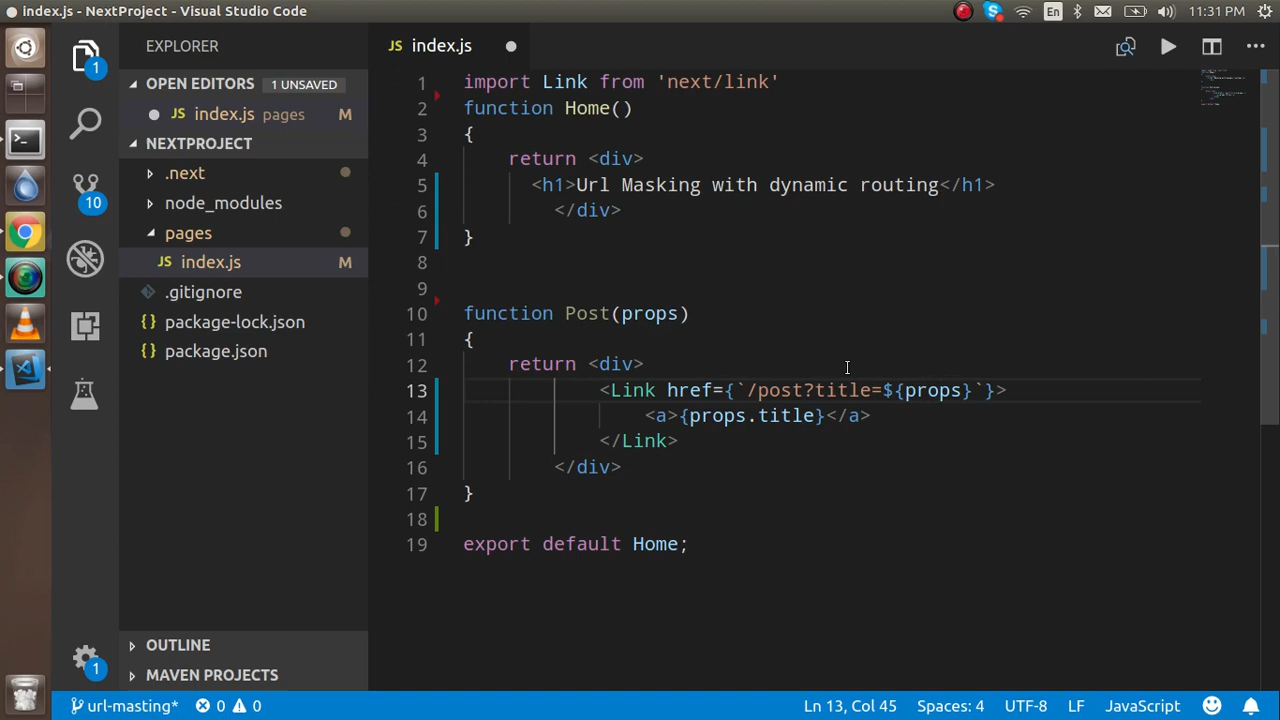 index.js - NextProject - Visual Studio Code
En
11:31 PM
EXPLORER
JS index.js
1
OPEN EDITORS 1 UNSAVED
JS index.js pages M
NEXTPROJECT
.next
node_modules
pages
JS index.js M
.gitignore
{} package-lock.json
{} package.json
10
1 import Link from 'next/link'
2 function Home()
3 {
4 return <div>
5 <h1>Url Masking with dynamic routing</h1>
6 </div>
7 }
8
9
10 function Post(props)
11 {
12 return <div>
13 <Link href={`/post?title=${props}`}>
14 <a>{props.title}</a>
15 </Link>
16 </div>
17 }
18
19 export default Home;
OUTLINE
MAVEN PROJECTS
1
url-masting* 0 0
Ln 13, Col 45 Spaces: 4 UTF-8 LF JavaScript